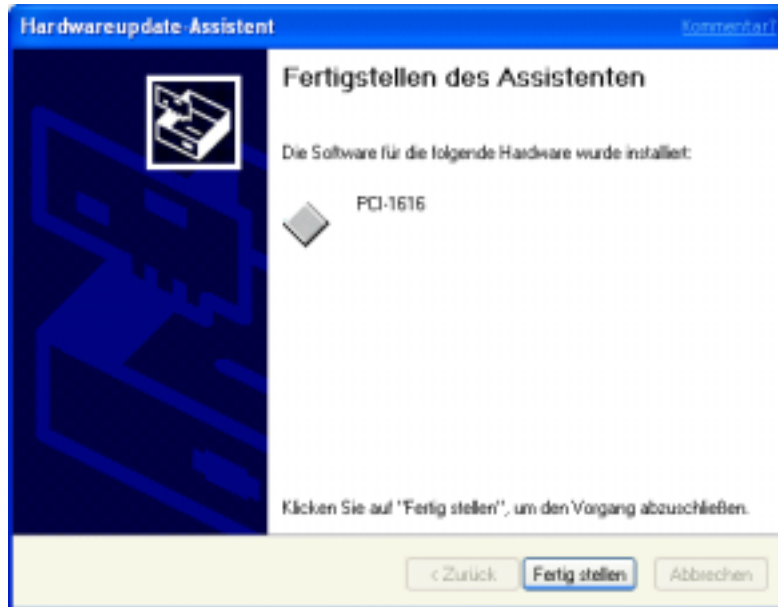 Hardwareupdate-Assistent
Kommentar?
Fertigstellen des Assistenten
Die Software für die folgende Hardware wurde installiert:
PCI-1616
Klicken Sie auf "Fertig stellen", um den Vorgang abzuschließen.
< Zurück
Fertig stellen
Abbrechen